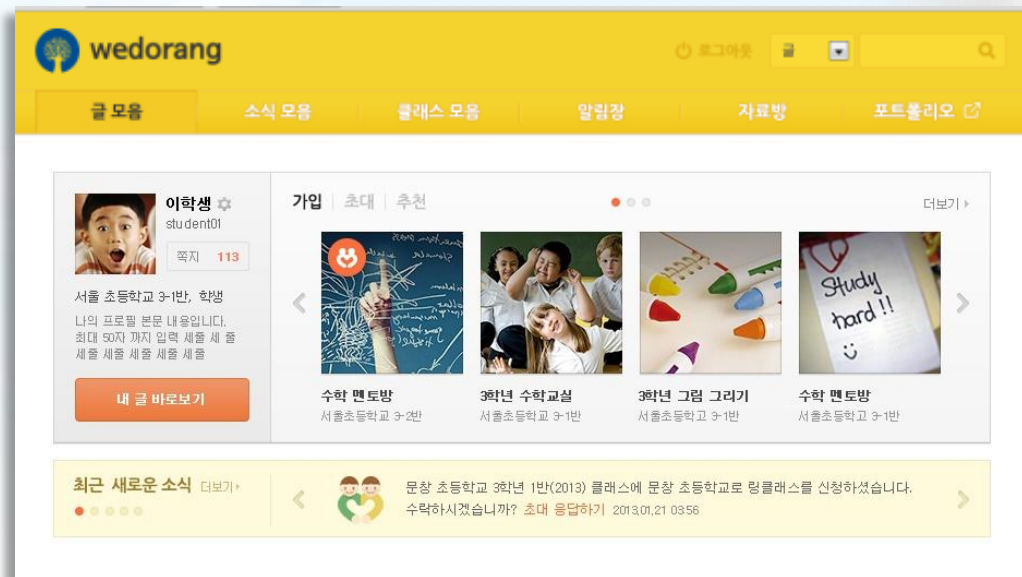 wedorang
로그아웃 글
글 모음 소식 모음 클래스 모음 알림장 자료방 포트폴리오
이학생
student01
쪽지 113
서울 초등학교 3-1반, 학생
나의 프로필 본문 내용입니다.
최대 50자 까지 입력 세줄 세 줄
세줄 세줄 세줄 세줄 세줄
내 글 바로보기
가입 초대 추천 더보기
Study
hard !!
수학 멘토방
서울초등학교 3-2반
3학년 수학교실
서울초등학교 3-1반
3학년 그림 그리기
서울초등학고 3-1반
수학 멘토방
서울초등학고 3-1반
최근 새로운 소식 더보기
문창 초등학교 3학년 1반(2013) 클래스에 문창 초등학교로 링클래스를 신청하셨습니다.
수락하시겠습니까? 초대 응답하기 2013.01.21 03:56